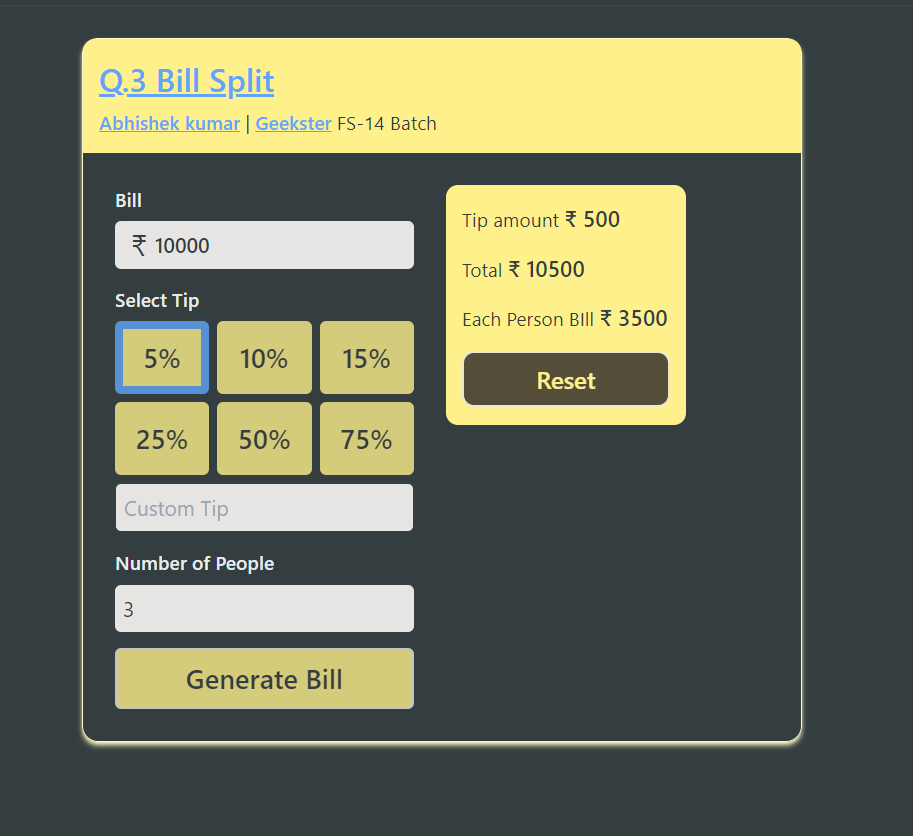 Q.3 Bill Split
Abhishek kumar | Geekster FS-14 Batch
Bill
₹ 10000
Select Tip
5% 10% 15%
25% 50% 75%
Custom Tip
Number of People
3
Generate Bill
Tip amount ₹ 500
Total ₹ 10500
Each Person BIll ₹ 3500
Reset